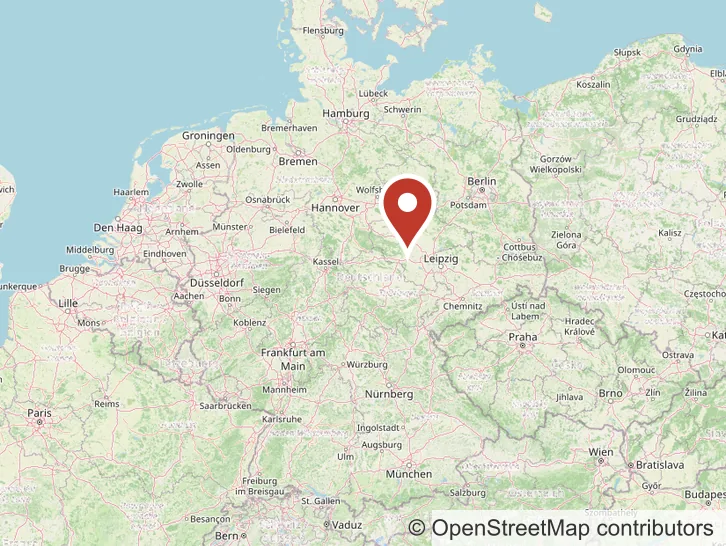 Flensburg
Słupsk
Gdynia
Koszalin
Elbl
Lübeck
Schwerin
Hamburg
Grudziądz
Bremerhaven
Groningen
Oldenburg
Assen
Bremen
Gorzów
Wielkopolski
Zwolle
Wolfsb
Berlin
Haarlem
Osnabrück
Hannover
Potsdam
Den Haag
Arnhem
Münster
Bielefeld
Zielona
Góra
Kalisz
Middelburg
Eindhoven
Kassel
Leipzig
Cottbus
Chóśebuz
Brugge
unkerque
Düsseldorf
Siegen
Aachen
Bonn
Częstocho
Lille
Mons
Koblenz
Chemnitz
Ústí nad
Labem
Hradec
Králové
Praha
Kat
Frankfurt am
Main
Ostrava
Würzburg
Olomouc
Reims
Mannheim
Saarbrücken
Nürnberg
Jihlava
Brno
Zlín
Žilina
Paris
Karlsruhe
Ingolstadt
Ulm
Augsburg
Wien
München
Bratislava
Freiburg
im Breisgau
Salzburg
Győr
Budapes
St. Gallen
Besançon
Szombathely
Bern
Vaduz
© OpenStreetMap contributors